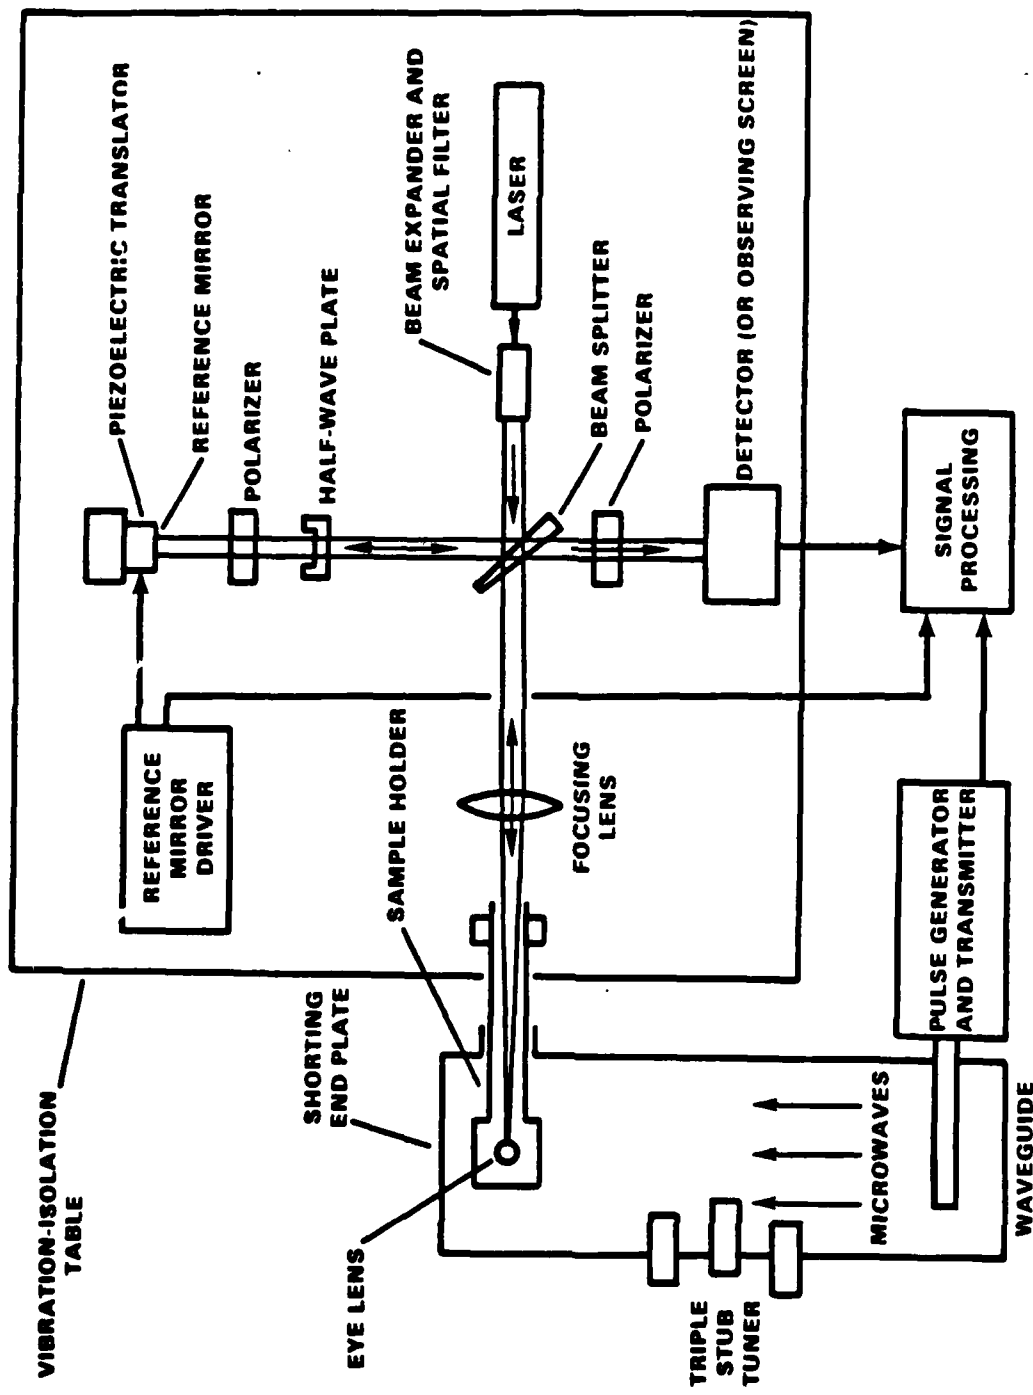 VIBRATION-ISOLATION
TABLE
PIEZOELECTRIC TRANSLATOR
REFERENCE MIRROR
POLARIZER
HALF-WAVE PLATE
REFERENCE
MIRROR
DRIVER
BEAM EXPANDER AND
SPATIAL FILTER
LASER
SHORTING
END PLATE
SAMPLE HOLDER
EYE LENS
FOCUSING
LENS
BEAM SPLITTER
POLARIZER
DETECTOR (OR OBSERVING SCREEN)
TRIPLE
STUB
TUNER
MICROWAVES
WAVEGUIDE
PULSE GENERATOR
AND TRANSMITTER
SIGNAL
PROCESSING